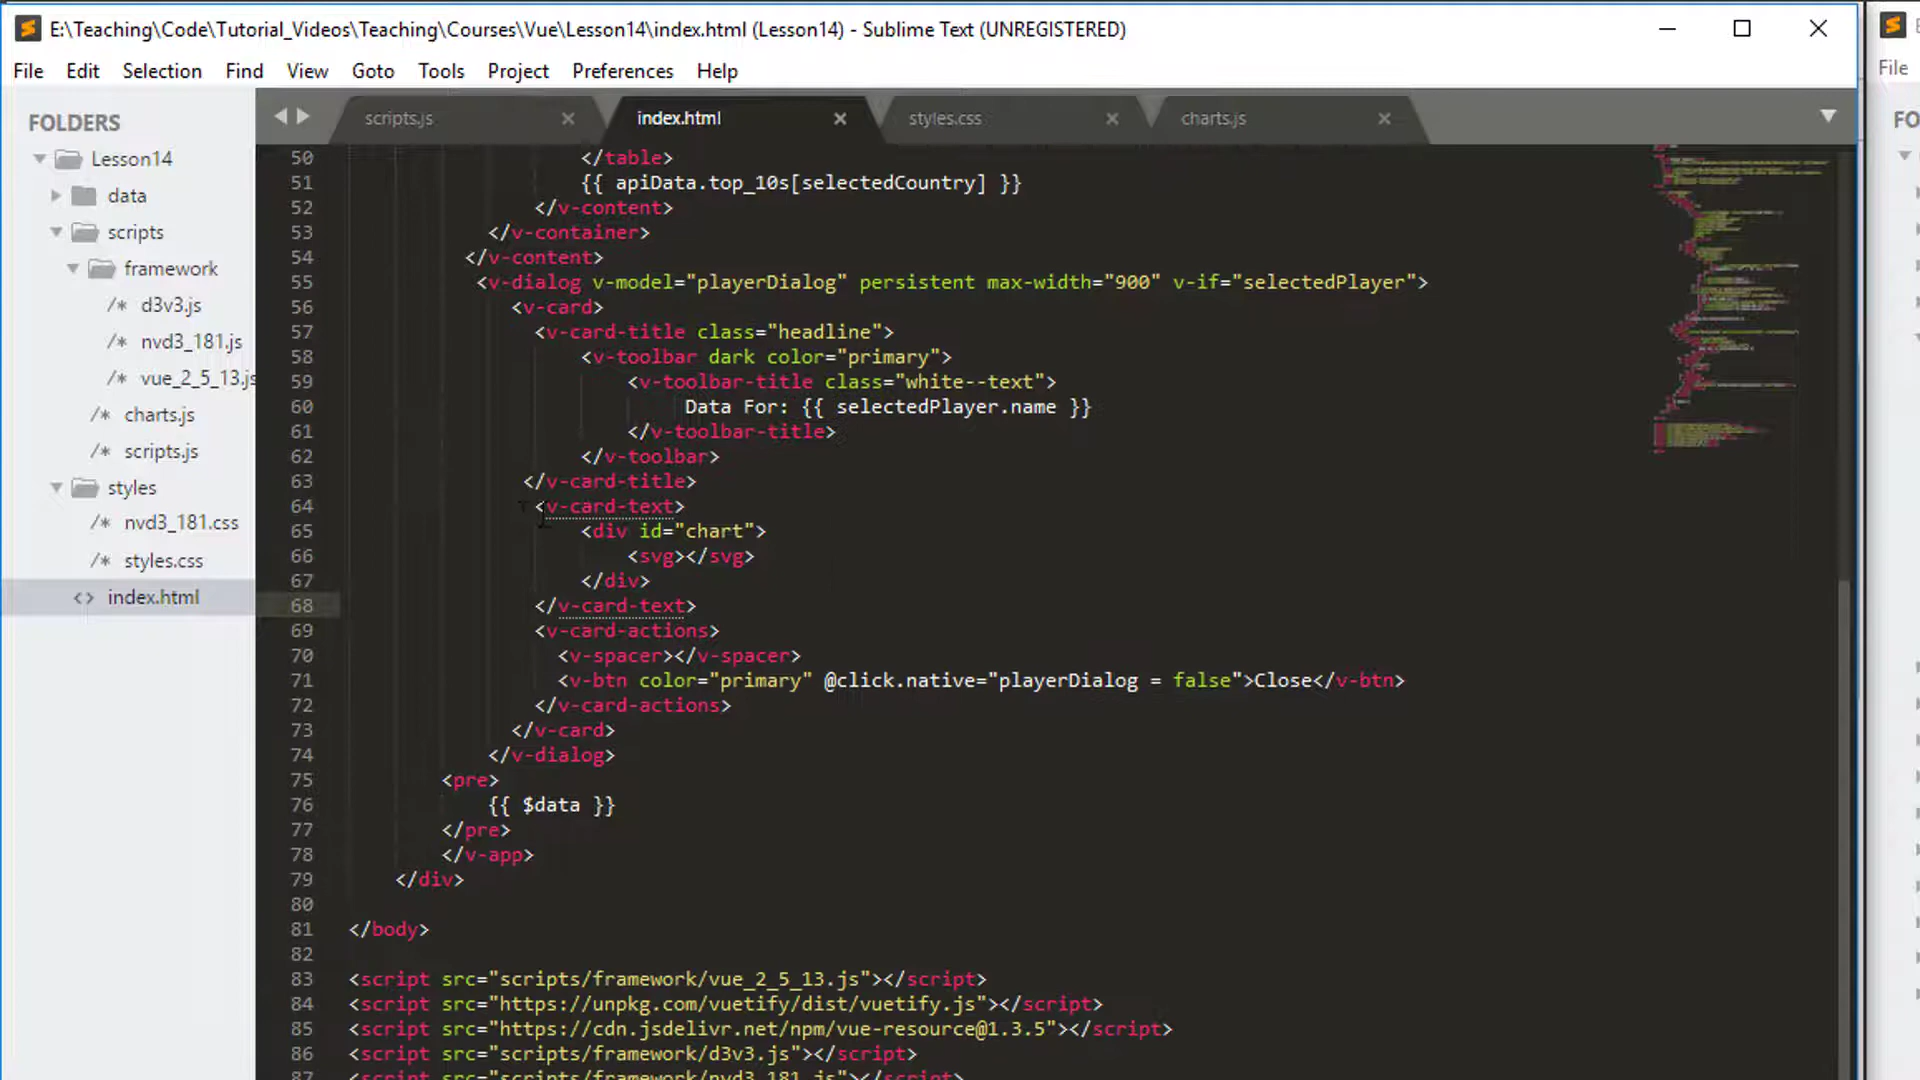 E:\Teaching\Code\Tutorial_Videos\Teaching\Courses\Vue\Lesson14\index.html (Lesson14) - Sublime Text (UNREGISTERED)
File Edit Selection Find View Goto Tools Project Preferences Help
File
FOLDERS
Lesson14
data
scripts
framework
/* d3v3.js
/* nvd3_181.js
/* vue_2_5_13.js
/* charts.js
/* scripts.js
styles
/* nvd3_181.css
/* styles.css
<> index.html
FO
scripts.js × index.html × styles.css × charts.js ×
50 </table>
51 {{ apiData.top_10s[selectedCountry] }}
52 </v-content>
53 </v-container>
54 </v-content>
55 <v-dialog v-model="playerDialog" persistent max-width="900" v-if="selectedPlayer">
56 <v-card>
57 <v-card-title class="headline">
58 <v-toolbar dark color="primary">
59 <v-toolbar-title class="white--text">
60 Data For: {{ selectedPlayer.name }}
61 </v-toolbar-title>
62 </v-toolbar>
63 </v-card-title>
64 <v-card-text>
65 <div id="chart">
66 <svg></svg>
67 </div>
68 </v-card-text>
69 <v-card-actions>
70 <v-spacer></v-spacer>
71 <v-btn color="primary" @click.native="playerDialog = false">Close</v-btn>
72 </v-card-actions>
73 </v-card>
74 </v-dialog>
75 <pre>
76 {{ $data }}
77 </pre>
78 </v-app>
79 </div>
80
81 </body>
82
83 <script src="scripts/framework/vue_2_5_13.js"></script>
84 <script src="https://unpkg.com/vuetify/dist/vuetify.js"></script>
85 <script src="https://cdn.jsdelivr.net/npm/vue-resource@1.3.5"></script>
86 <script src="scripts/framework/d3v3.js"></script>
87 <script src="scripts/framework/nvd3_181.js"></script>